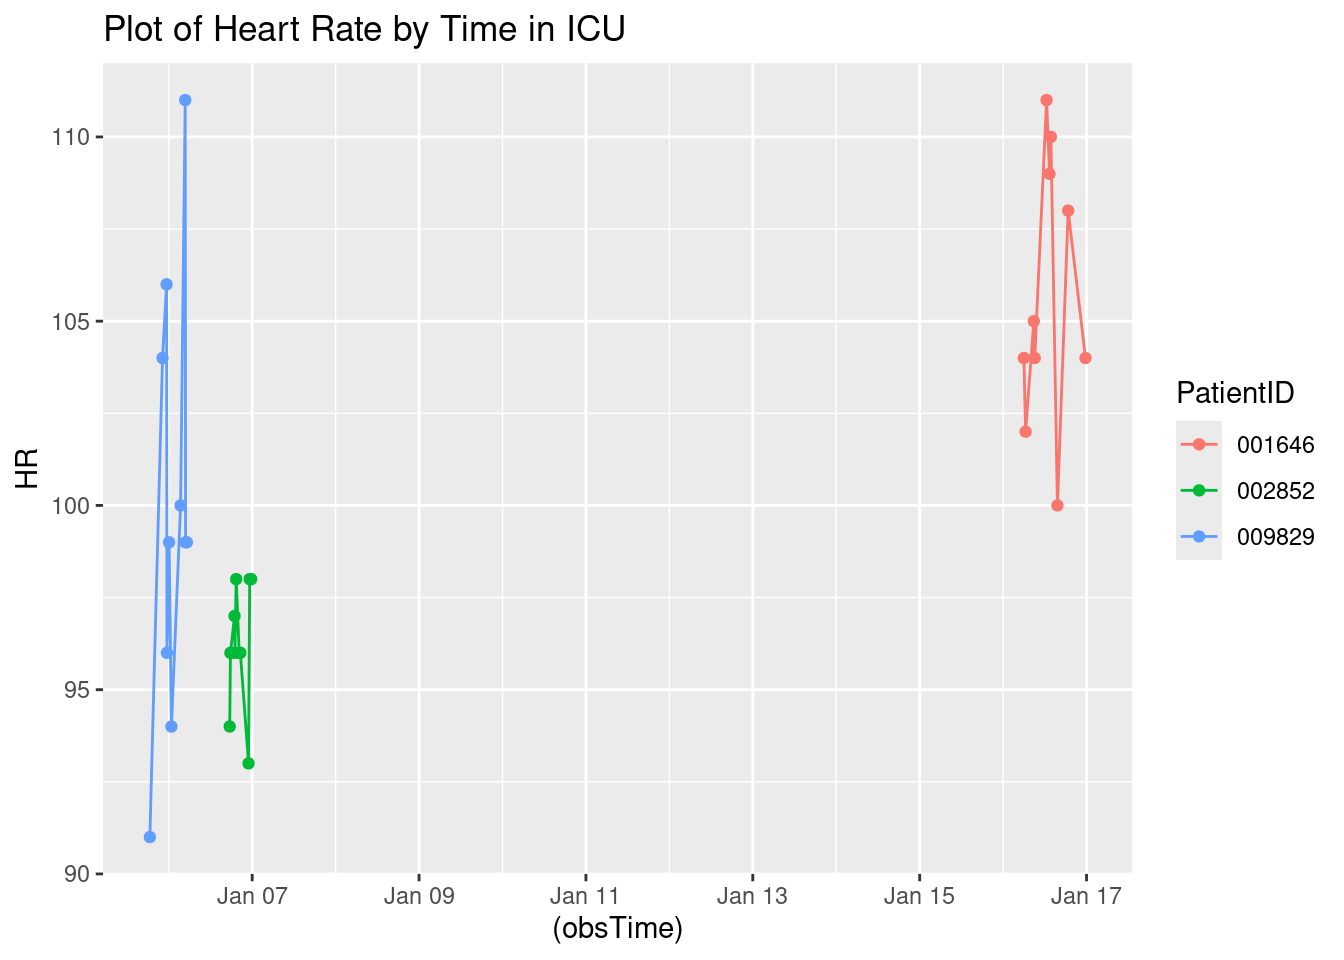 Plot of Heart Rate by Time in ICU
110
105
100
95
90
HR
Jan 07
Jan 09
Jan 11
Jan 13
Jan 15
Jan 17
(obsTime)
PatientID
001646
002852
009829